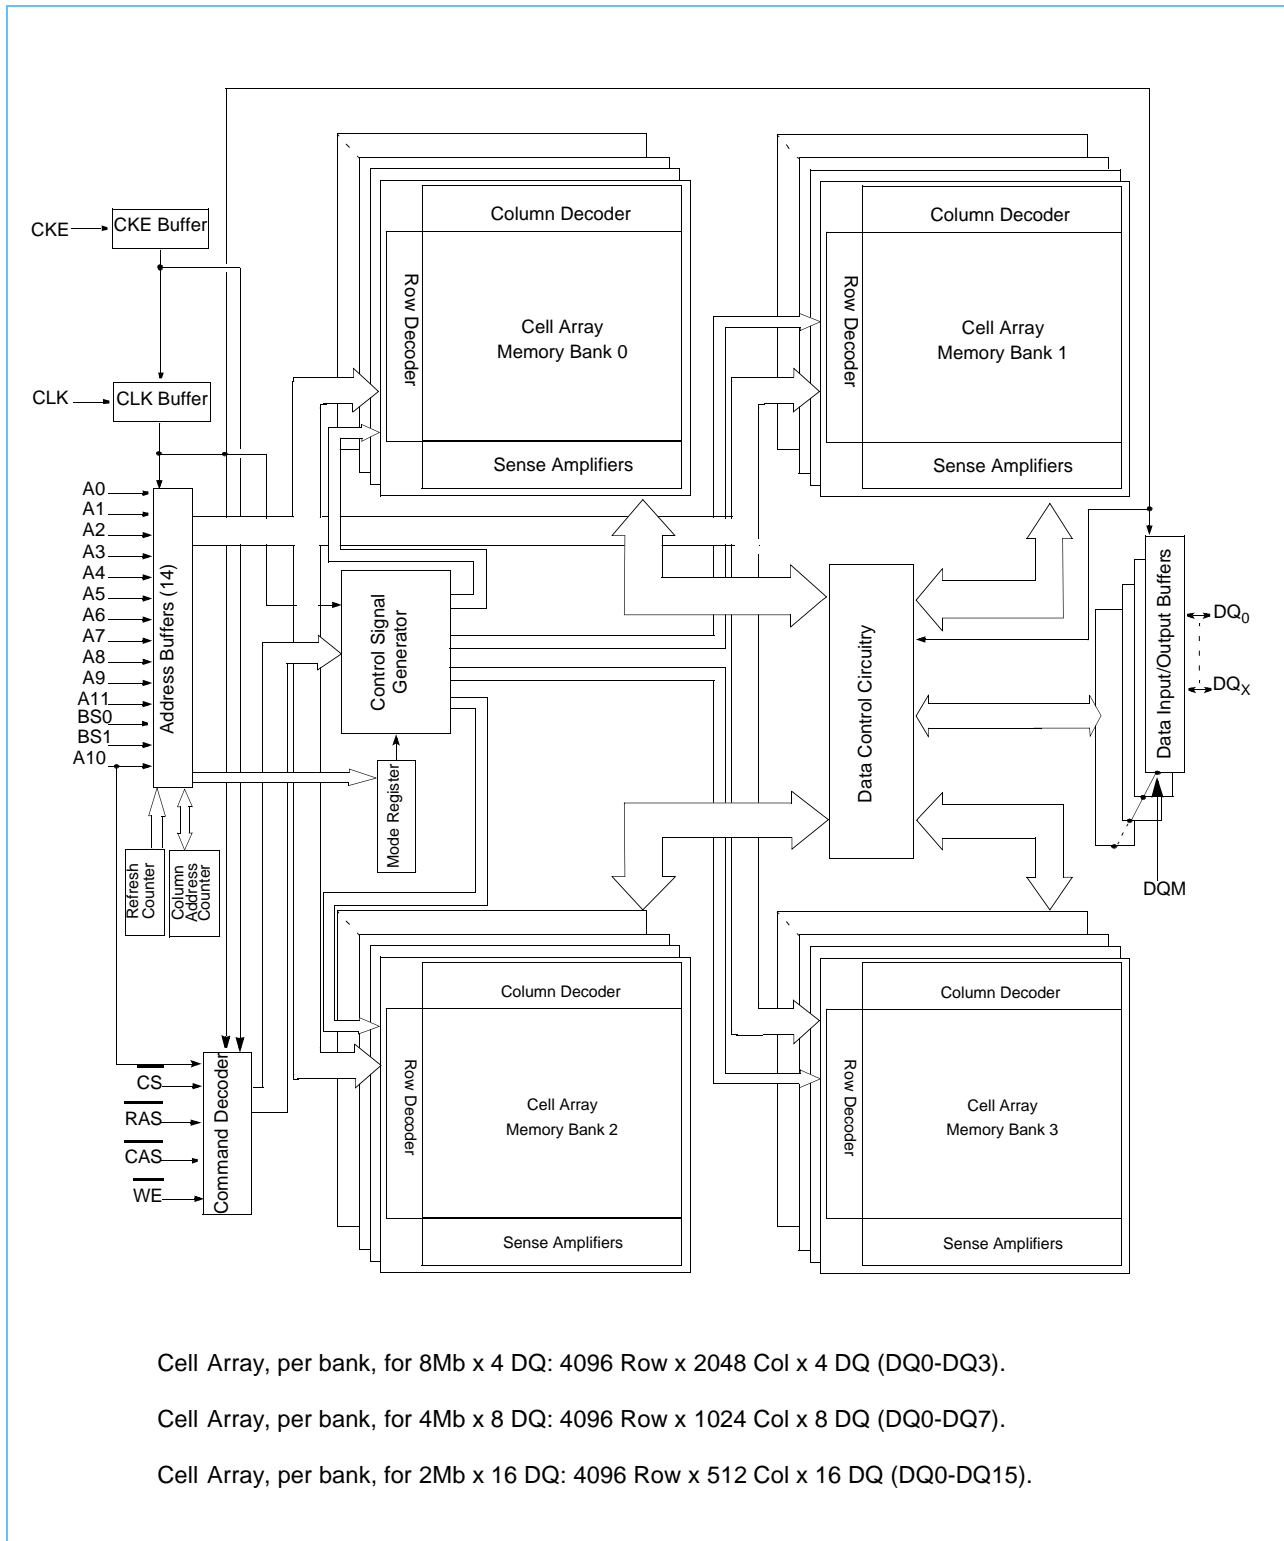 CKE
CKE Buffer
CLK
CLK Buffer
A0
A1
A2
A3
A4
A5
A6
A7
A8
A9
A11
BS0
BS1
A10
Address Buffers (14)
Refresh
Counter
Column
Address
Counter
Mode Register
Control Signal
Generator
Column Decoder
Row Decoder
Cell Array
Memory Bank 0
Sense Amplifiers
Column Decoder
Row Decoder
Cell Array
Memory Bank 1
Sense Amplifiers
Data Control Circuitry
Data Input/Output Buffers
DQ0
DQX
DQM
CS
RAS
CAS
WE
Command Decoder
Column Decoder
Row Decoder
Cell Array
Memory Bank 2
Sense Amplifiers
Column Decoder
Row Decoder
Cell Array
Memory Bank 3
Sense Amplifiers
Cell Array, per bank, for 8Mb x 4 DQ: 4096 Row x 2048 Col x 4 DQ (DQ0-DQ3).
Cell Array, per bank, for 4Mb x 8 DQ: 4096 Row x 1024 Col x 8 DQ (DQ0-DQ7).
Cell Array, per bank, for 2Mb x 16 DQ: 4096 Row x 512 Col x 16 DQ (DQ0-DQ15).